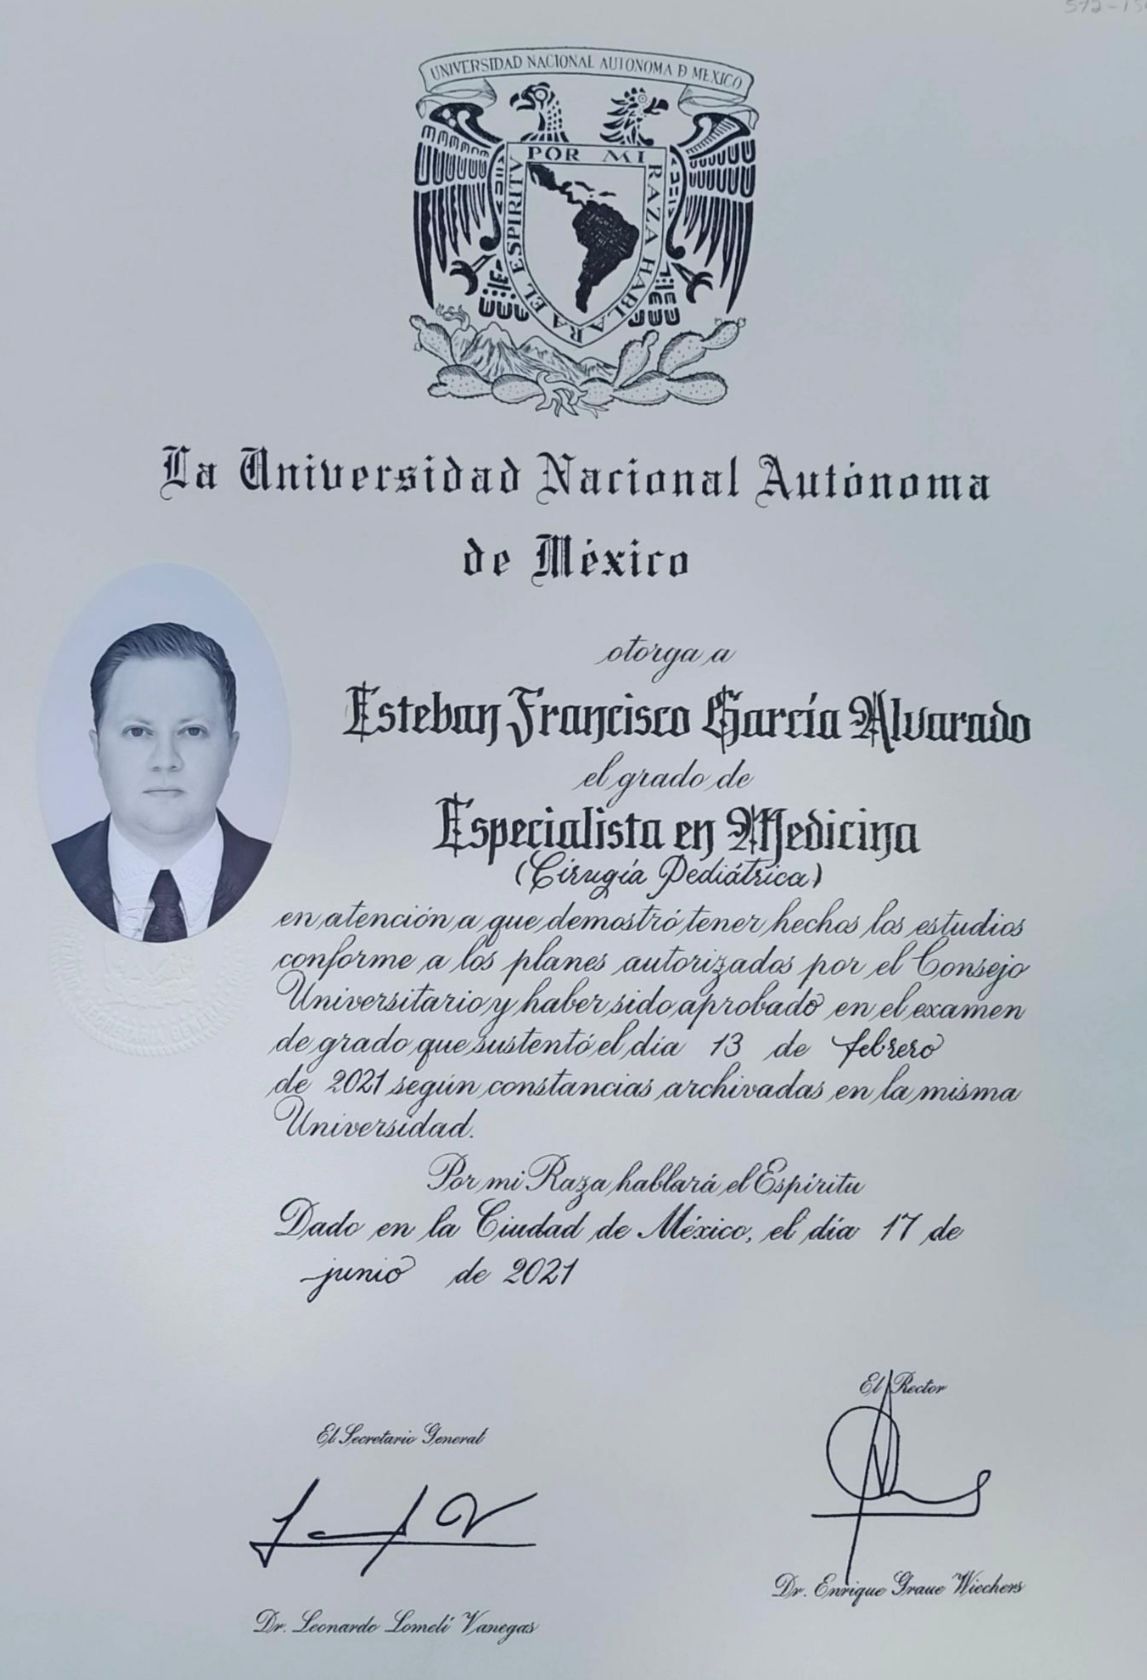 UNIVERSIDAD NACIONAL AUTONOMA D MEXICO
POR MI RAZA HABLARA EL ESPIRITU
La Universidad Nacional Autónoma
de México
otorga a
Esteban Francisco García Alvarado
el grado de
Especialista en Medicina
(Cirugía Pediátrica)
en atención a que demostró tener hechos los estudios
conforme a los planes autorizados por el Consejo
Universitario y haber sido aprobado en el examen
de grado que sustentó el día 13 de febrero
de 2021 según constancias archivadas en la misma
Universidad.
Por mi Raza hablará el Espíritu
Dado en la Ciudad de México, el día 17 de
junio de 2021
El Rector
El Secretario General
Dr. Enrique Graue Wiechers
Dr. Leonardo Lomelí Vanegas